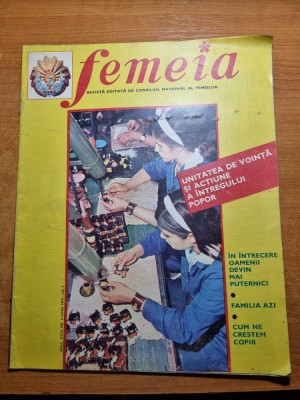 femeia
REVISTĂ EDITATĂ DE CONSILIUL NAȚIONAL AL FEMEILOR
UNITATEA DE VOINȚĂ
ȘI ACȚIUNE
A ÎNTREGULUI
POPOR
ÎN ÎNTRECERE
OAMENII
DEVIN
MAI
PUTERNICI
FAMILIA AZI
CUM NE
CREȘTEM
COPIII